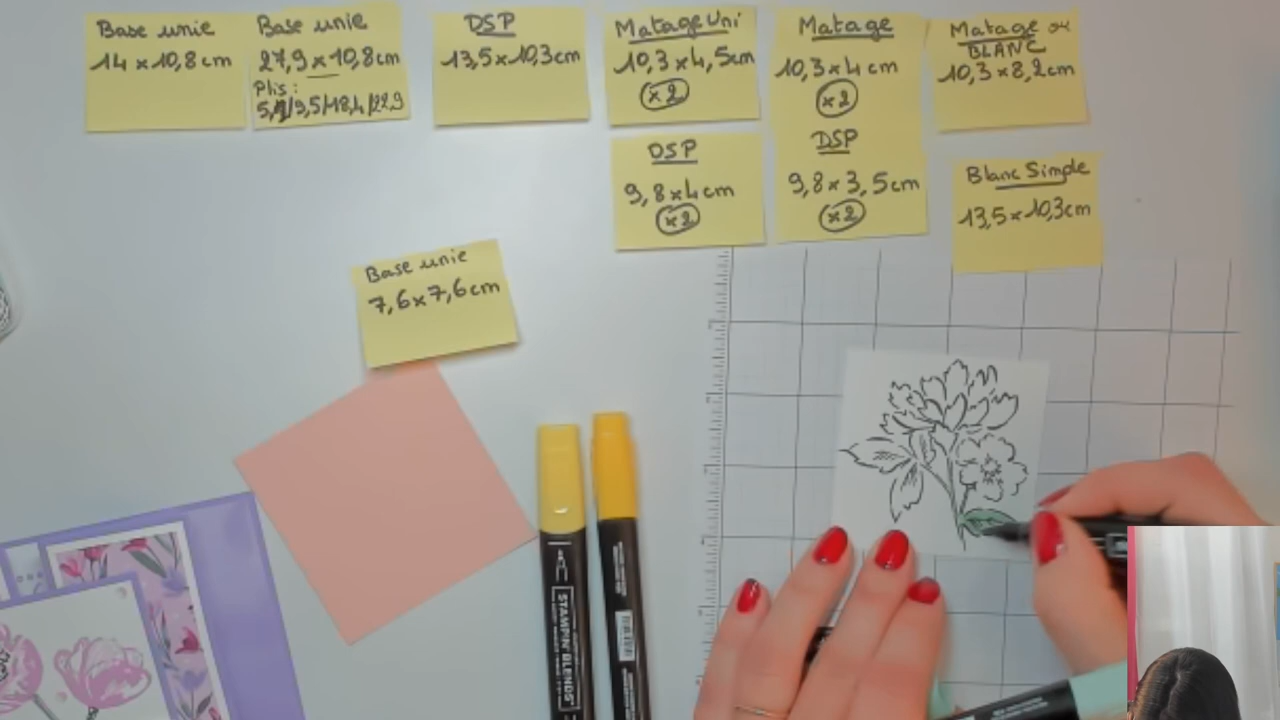 Base unie
14 x 10,8 cm
Base unie
27,9 x 10,8 cm
Plis :
DSP
13,5 x 10,3 cm
Matage Uni
10,3 x 4,5 cm
x2
DSP
9,8 x 4 cm
x2
Matage
10,3 x 4 cm
x2
DSP
9,8 x 3,5 cm
x2
Matage ou
BLANC
10,3 x 8,2 cm
Blanc Simple
13,5 x 10,3 cm
Base unie
7,6 x 7,6 cm
STAMPIN' BLENDS